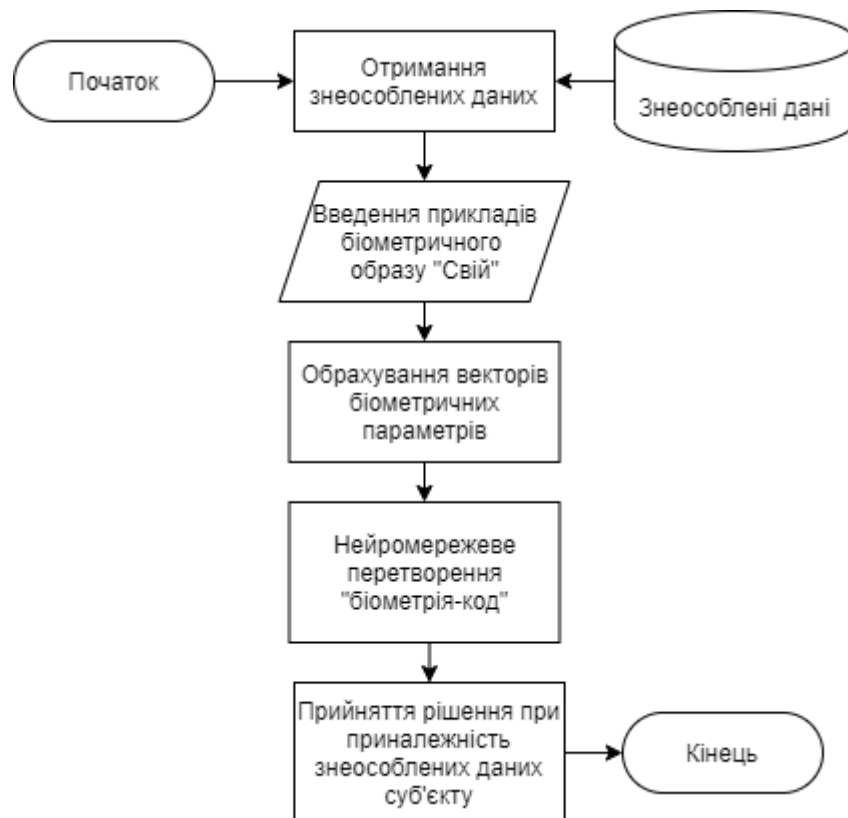 Початок
Отримання
знеособлених даних
Знеособлені дані
Введення прикладів
біометричного
образу "Свій"
Обрахування векторів
біометричних
параметрів
Нейромережеве
перетворення
"біометрія-код"
Прийняття рішення при
приналежність
знеособлених даних
суб'єкту
Кінець